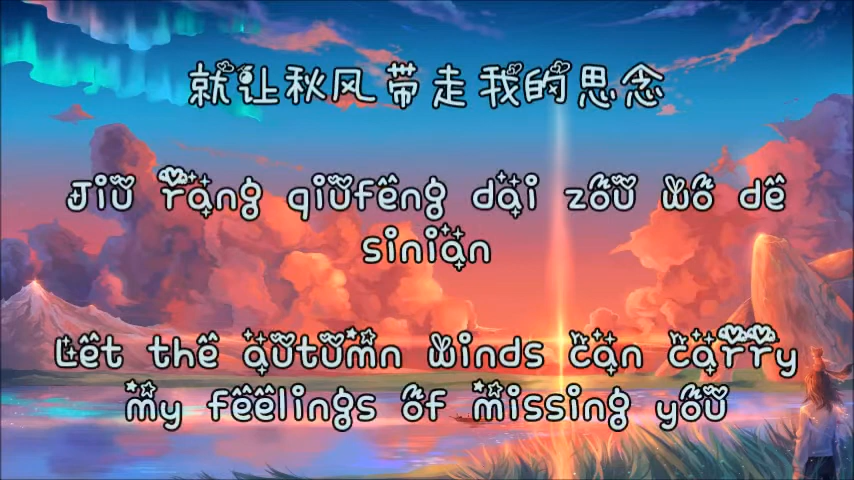 就让秋风带走我的思念
Jiu rang qiufeng dai zou wo de
sinian
Let the autumn winds can carry
my feelings of missing you